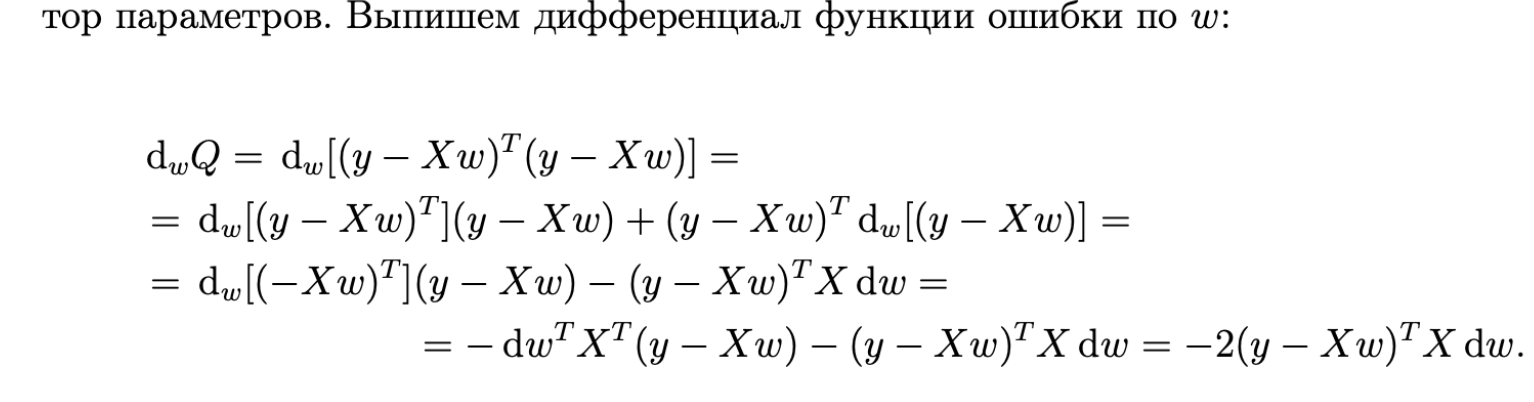 тор параметров. Выпишем дифференциал функции ошибки по w:
d_wQ = d_w[(y − Xw)^T(y − Xw)] =
= d_w[(y − Xw)^T](y − Xw) + (y − Xw)^T d_w[(y − Xw)] =
= d_w[(−Xw)^T](y − Xw) − (y − Xw)^T X dw =
= − dw^T X^T(y − Xw) − (y − Xw)^T X dw = −2(y − Xw)^T X dw.